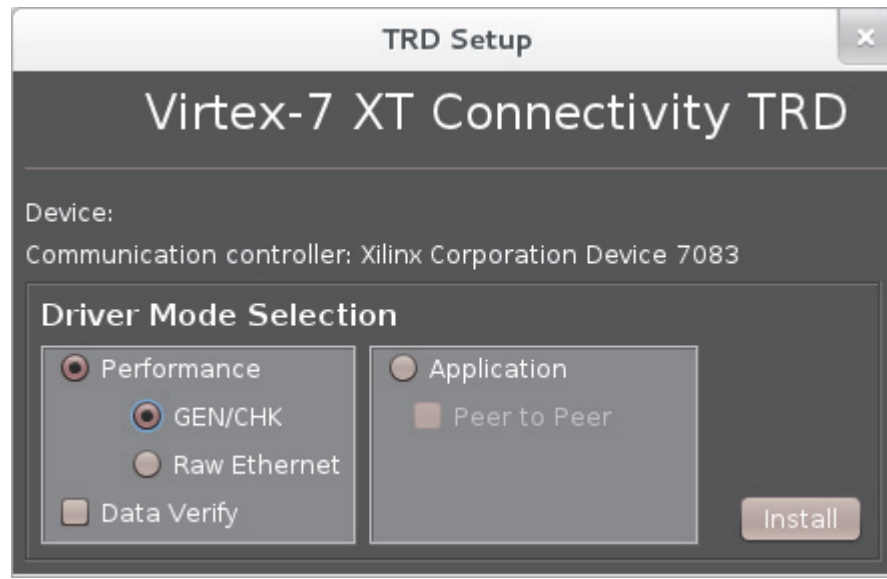 TRD Setup
Virtex-7 XT Connectivity TRD
Device:
Communication controller: Xilinx Corporation Device 7083
Driver Mode Selection
Performance
GEN/CHK
Raw Ethernet
Data Verify
Application
Peer to Peer
Install